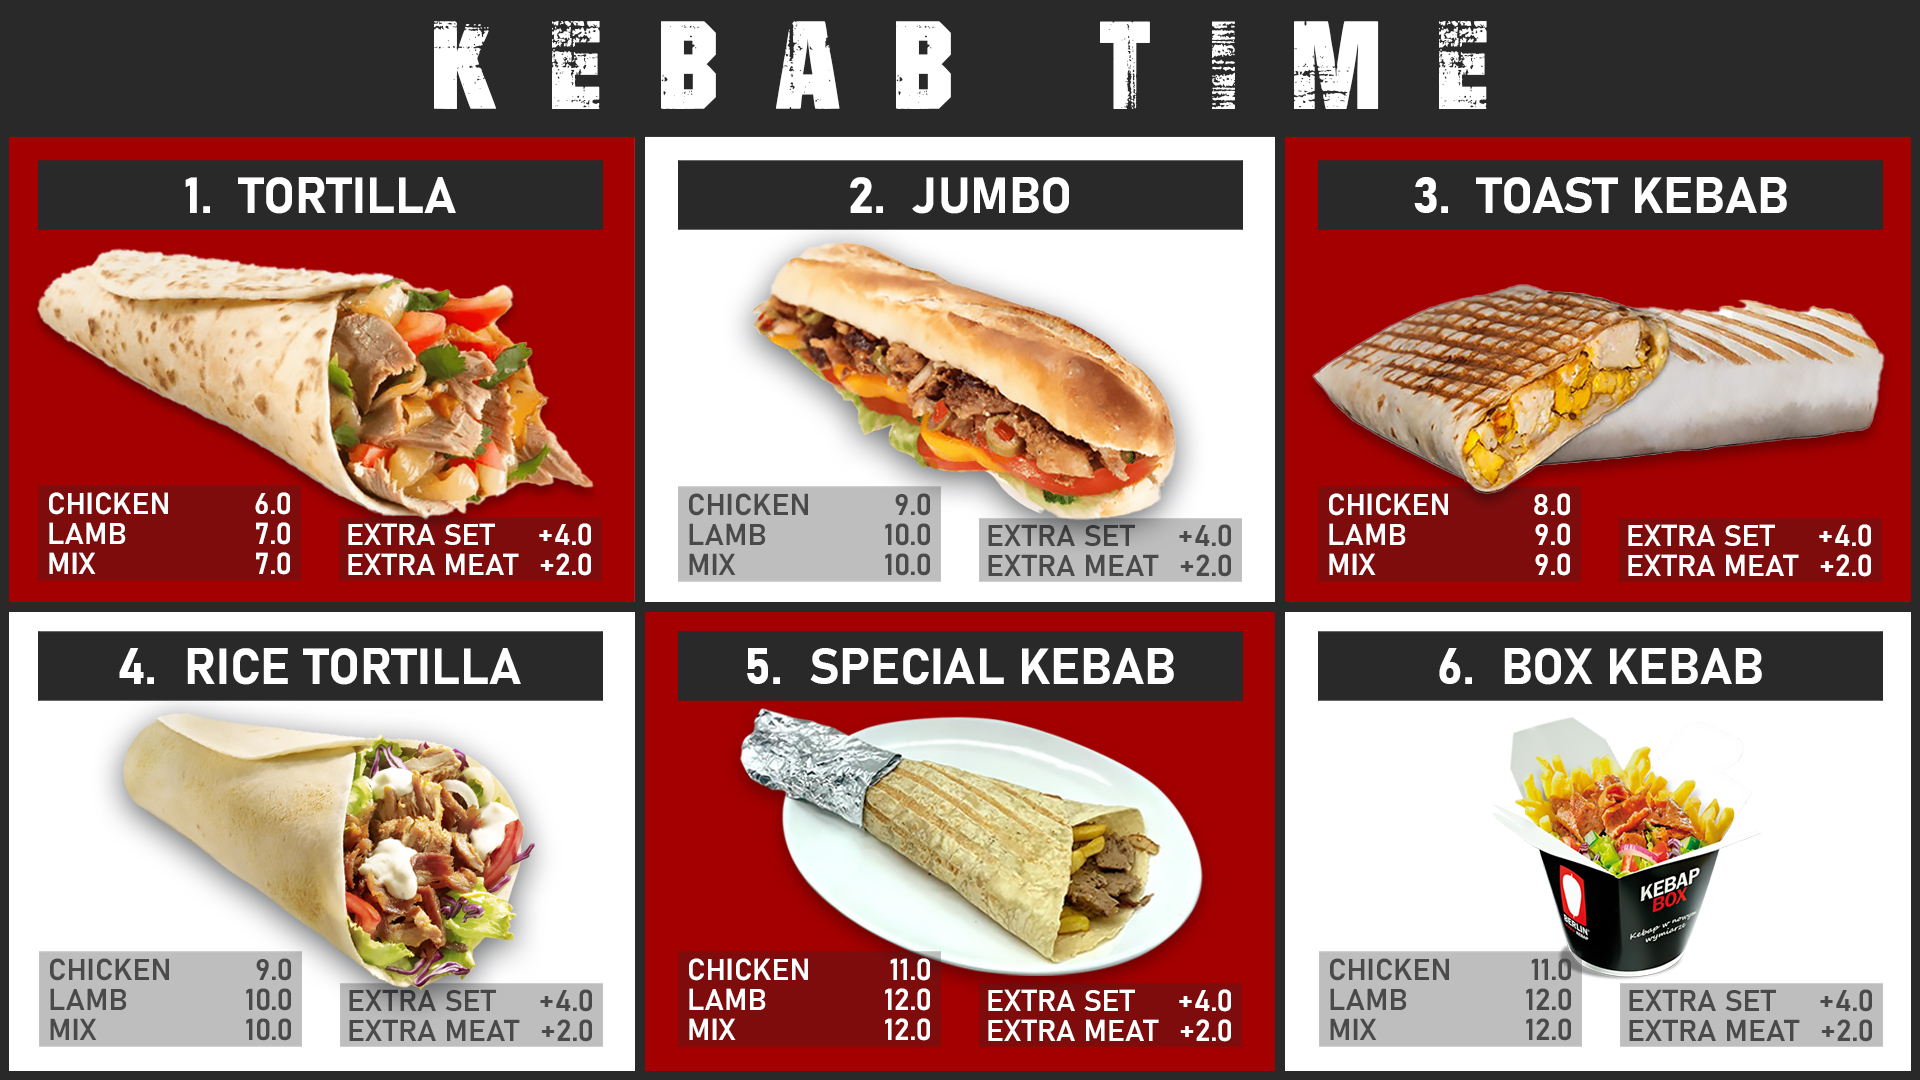 KEBAB TIME
1. TORTILLA
CHICKEN 6.0
LAMB 7.0
MIX 7.0
EXTRA SET +4.0
EXTRA MEAT +2.0
2. JUMBO
CHICKEN 9.0
LAMB 10.0
MIX 10.0
EXTRA SET +4.0
EXTRA MEAT +2.0
3. TOAST KEBAB
CHICKEN 8.0
LAMB 9.0
MIX 9.0
EXTRA SET +4.0
EXTRA MEAT +2.0
4. RICE TORTILLA
CHICKEN 9.0
LAMB 10.0
MIX 10.0
EXTRA SET +4.0
EXTRA MEAT +2.0
5. SPECIAL KEBAB
CHICKEN 11.0
LAMB 12.0
MIX 12.0
EXTRA SET +4.0
EXTRA MEAT +2.0
6. BOX KEBAB
KEBAP
BOX
Kebap w nowym
wymiarze
BERLIN
CHICKEN 11.0
LAMB 12.0
MIX 12.0
EXTRA SET +4.0
EXTRA MEAT +2.0